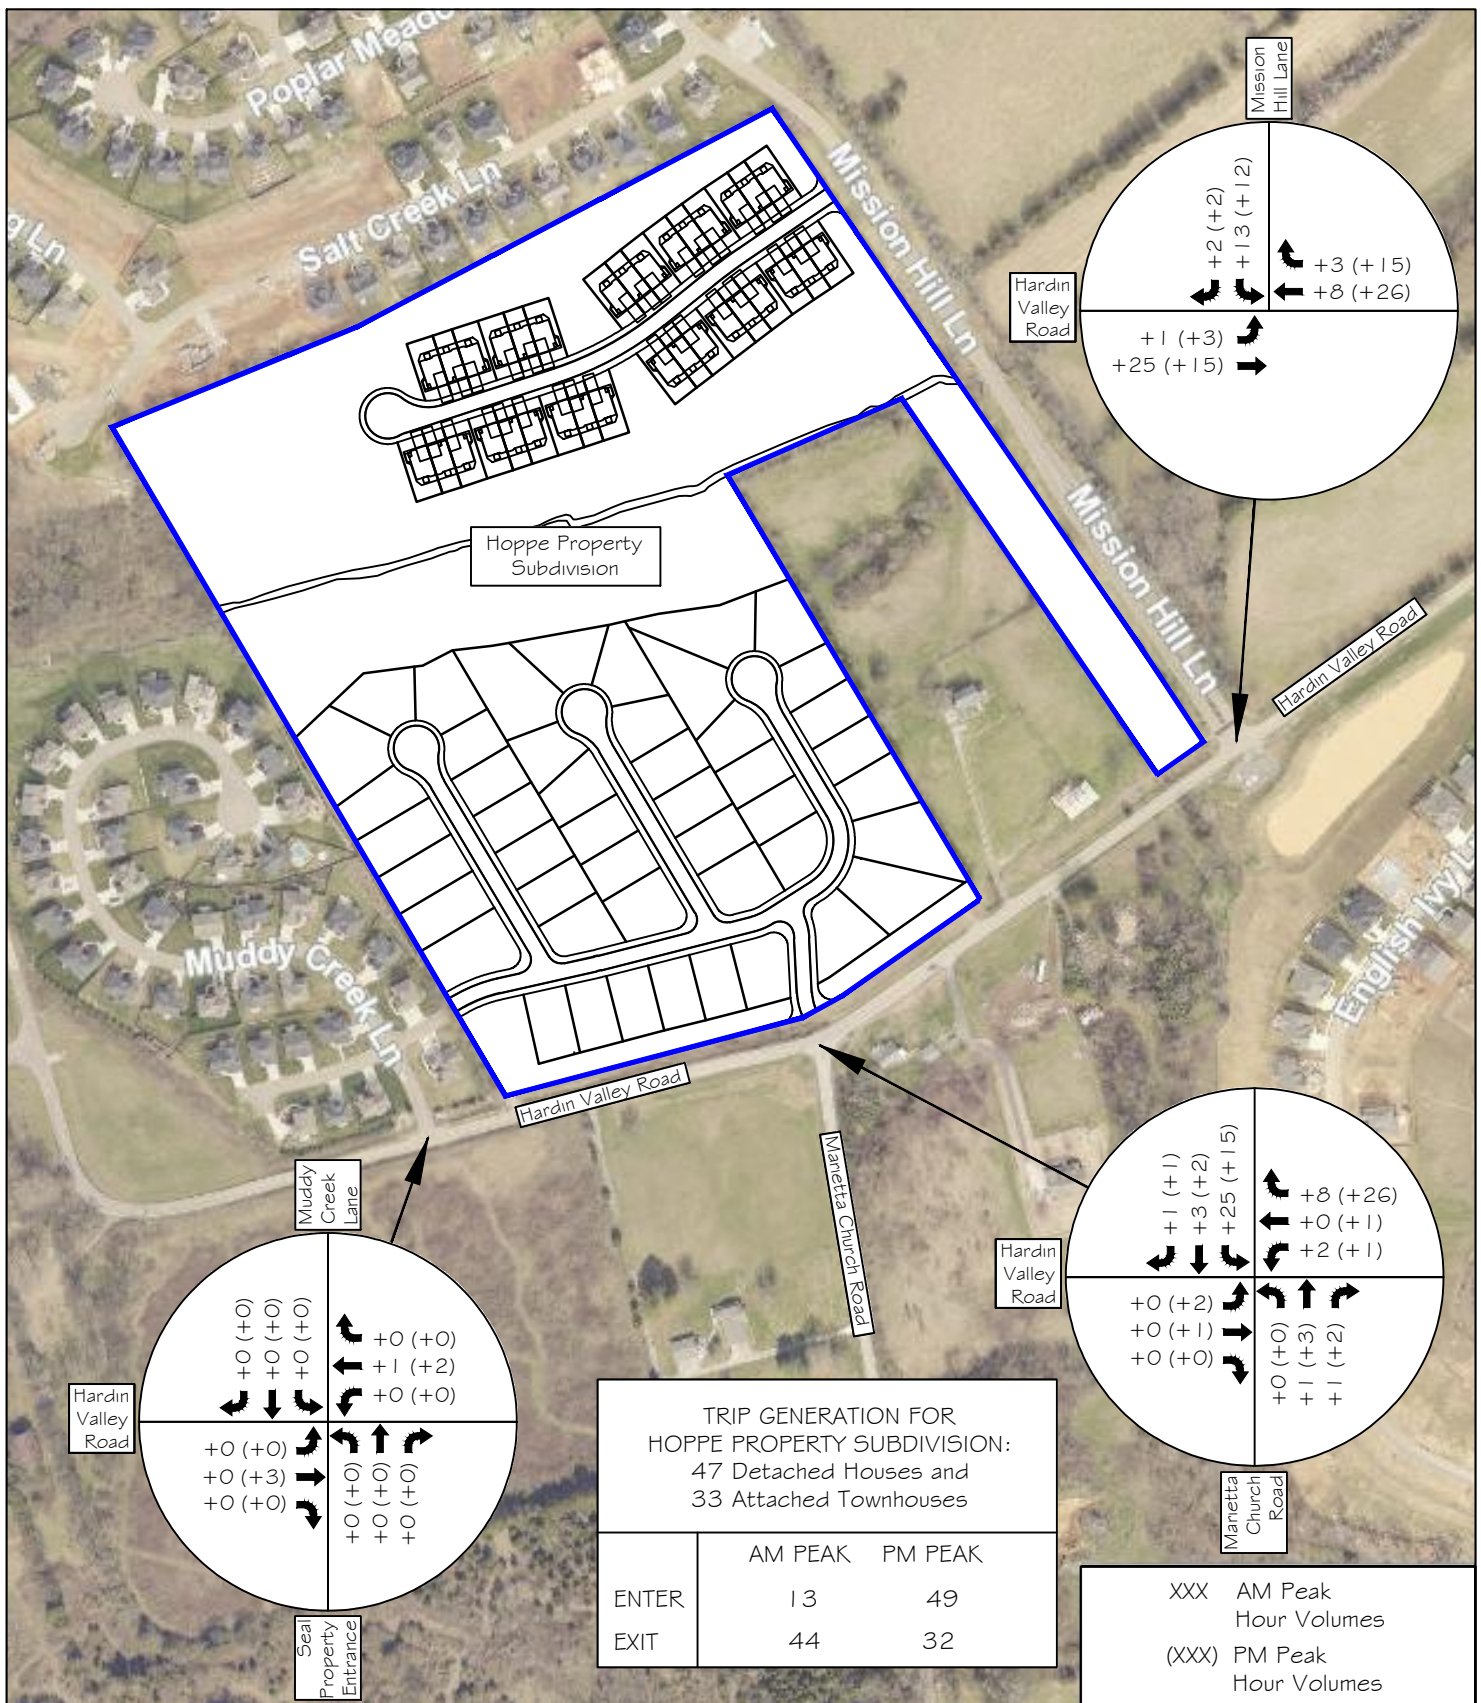 Poplar Meado
Salt Creek Ln
g Ln
Mission Hill Ln
Mission
Hill Lane
Hardin
Valley
Road
+2 (+2)
+13 (+12)
+3 (+15)
+8 (+26)
+1 (+3)
+25 (+15)
Hoppe Property
Subdivision
Mission Hill Ln
Hardin Valley Road
English Ivy L
Muddy Creek Ln
Hardin Valley Road
Marietta Church Road
Muddy
Creek
Lane
Hardin
Valley
Road
+0 (+0)
+0 (+0)
+0 (+0)
+0 (+0)
+1 (+2)
+0 (+0)
+0 (+0)
+0 (+3)
+0 (+0)
+0 (+0)
+0 (+0)
+0 (+0)
Seal
Property
Entrance
Hardin
Valley
Road
+1 (+1)
+3 (+2)
+25 (+15)
+8 (+26)
+0 (+1)
+2 (+1)
+0 (+2)
+0 (+1)
+0 (+0)
+0 (+0)
+1 (+3)
+1 (+2)
Marietta
Church
Road
TRIP GENERATION FOR
HOPPE PROPERTY SUBDIVISION:
47 Detached Houses and
33 Attached Townhouses
AM PEAK PM PEAK
ENTER 13 49
EXIT 44 32
XXX AM Peak
Hour Volumes
(XXX) PM Peak
Hour Volumes